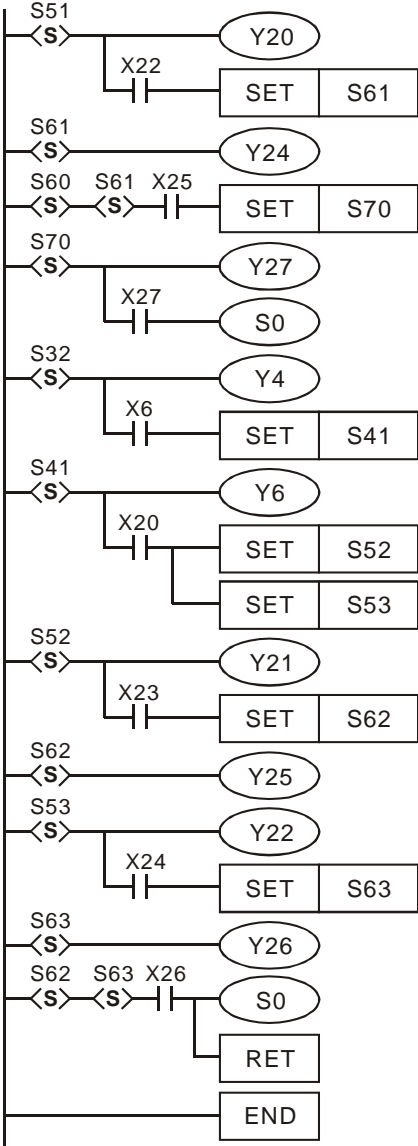 S51
S Y20
X22
SET S61
S61
S Y24
S60 S61 X25
S S SET S70
S70
S Y27
X27
S0
S32
S Y4
X6
SET S41
S41
S Y6
X20
SET S52
SET S53
S52
S Y21
X23
SET S62
S62
S Y25
S53
S Y22
X24
SET S63
S63
S Y26
S62 S63 X26
S S S0
RET
END